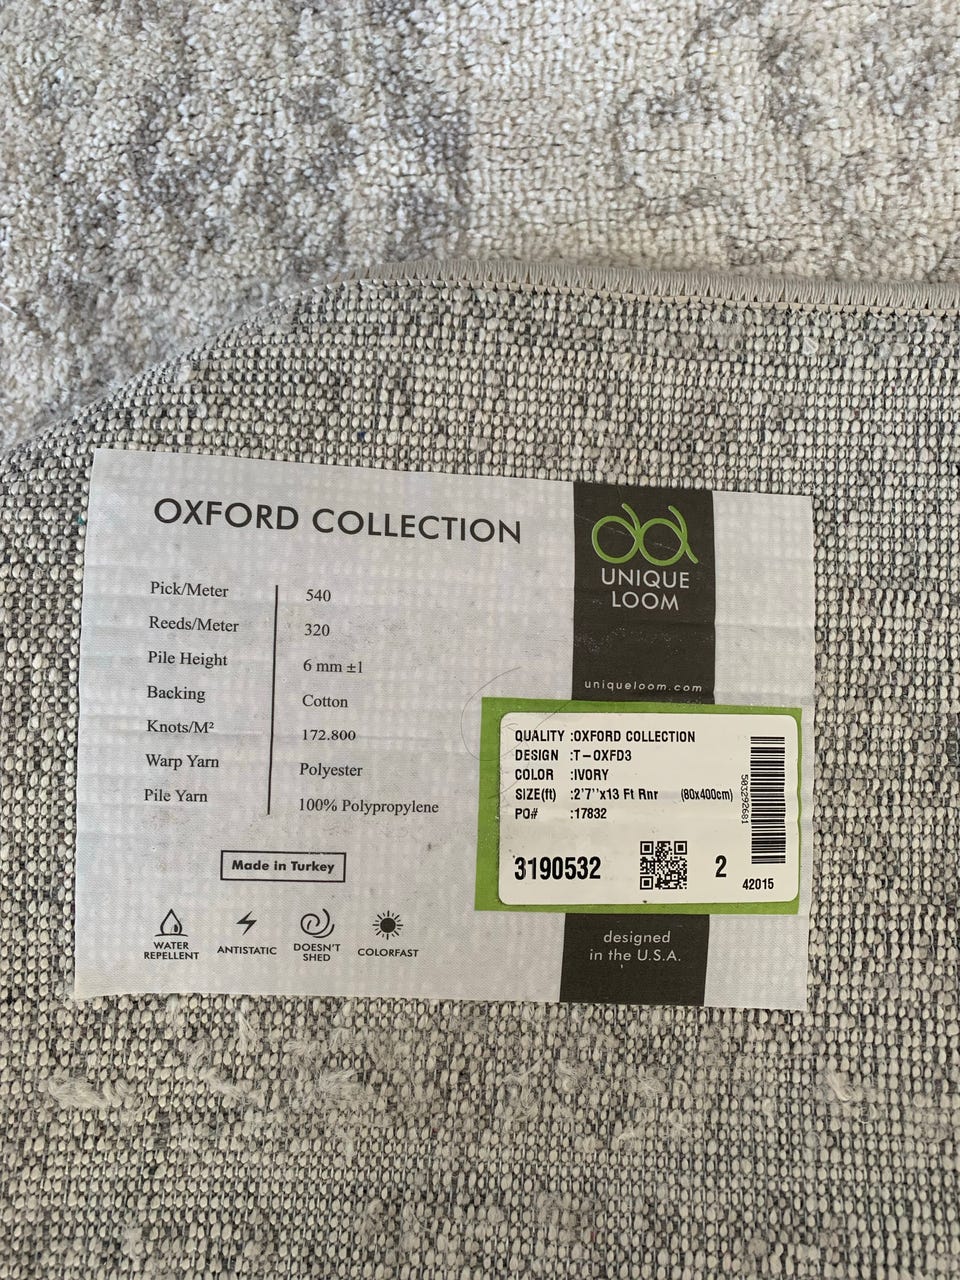 OXFORD COLLECTION
Pick/Meter 540
Reeds/Meter 320
Pile Height 6 mm ±1
Backing Cotton
Knots/M² 172.800
Warp Yarn Polyester
Pile Yarn 100% Polypropylene
Made in Turkey
WATER
REPELLENT
ANTISTATIC
DOESN'T
SHED
COLORFAST
UNIQUE
LOOM
uniqueloom.com
QUALITY :OXFORD COLLECTION
DESIGN :T-OXFD3
COLOR :IVORY
SIZE(ft) :2'7''x13 Ft Rnr (80x400cm)
PO# :17832
3190532 2
503292681
42015
designed
in the U.S.A.